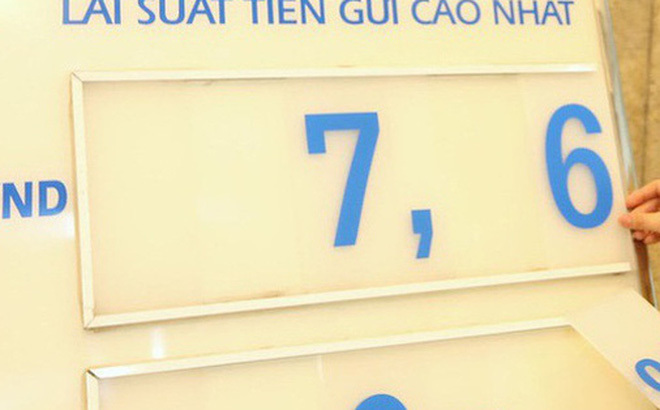 LÃI SUẤT TIỀN GỬI CAO NHẤT
7, 6
ND